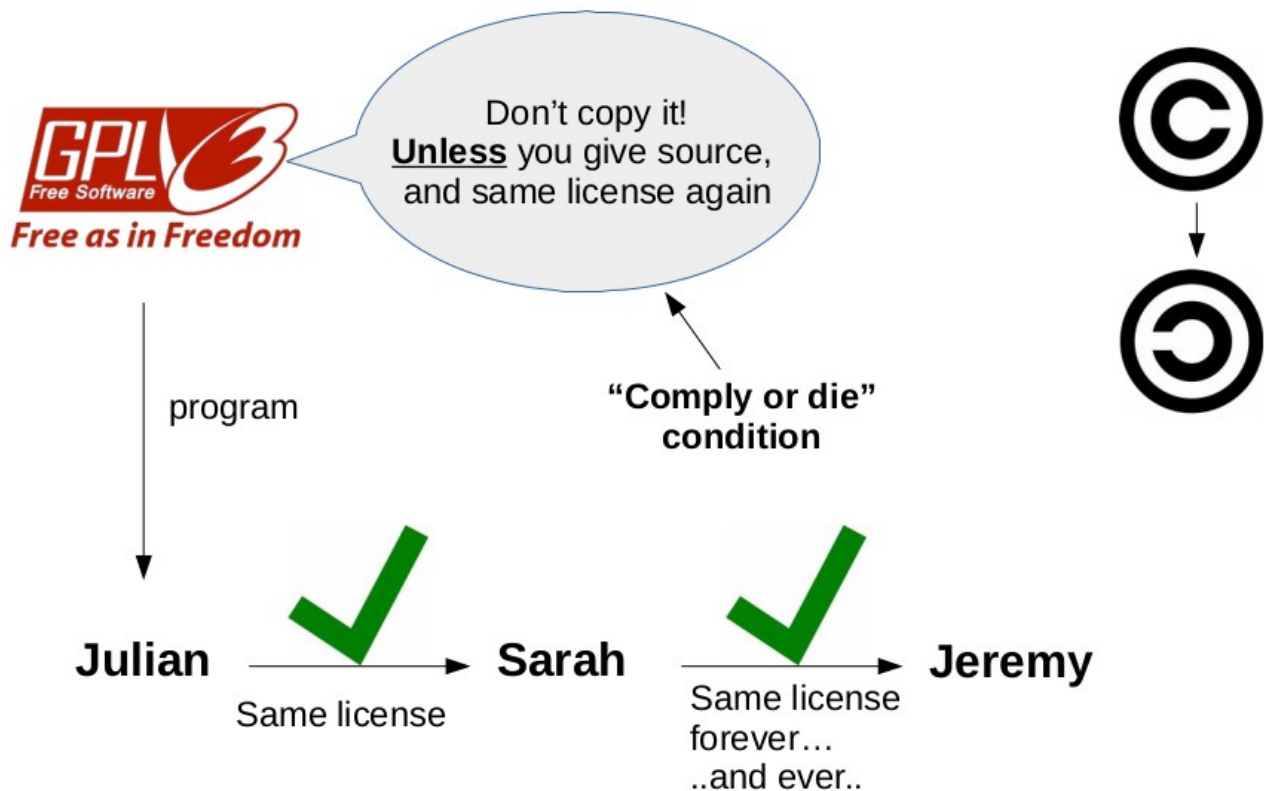 Don’t copy it!
Unless you give source,
and same license again
GPL 3
Free Software
Free as in Freedom
“Comply or die”
condition
program
Julian
Same license
Sarah
Same license
forever…
..and ever..
Jeremy